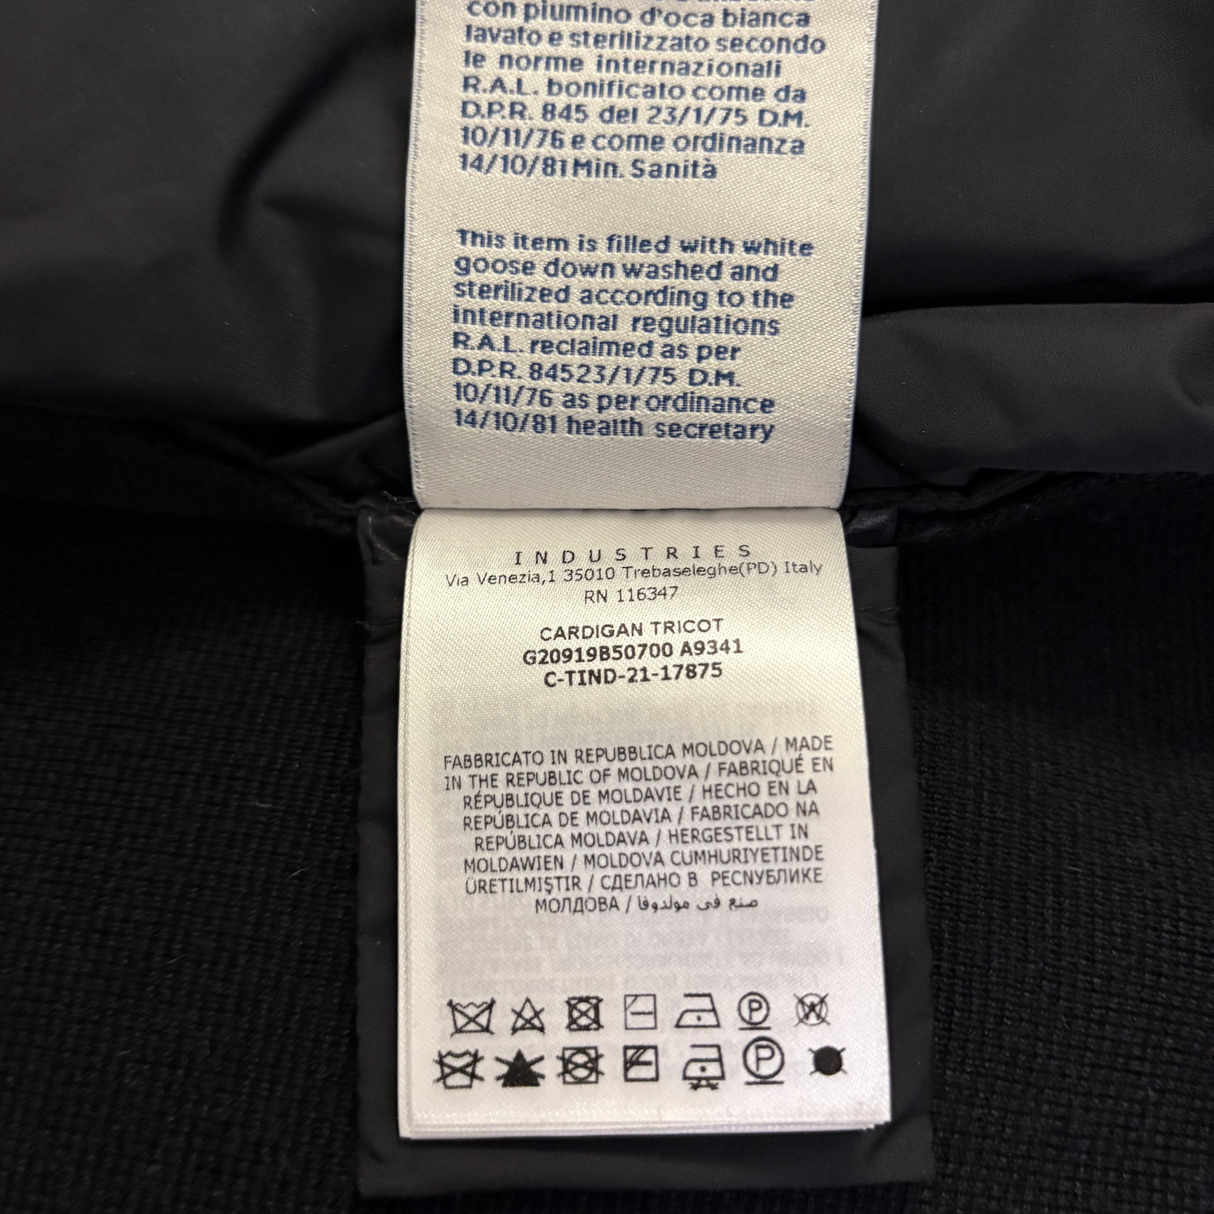 con piumino d'oca bianca
lavato e sterilizzato secondo
le norme internazionali
R.A.L. bonificato come da
D.P.R. 845 del 23/1/75 D.M.
10/11/76 e come ordinanza
14/10/81 Min. Sanità
This item is filled with white
goose down washed and
sterilized according to the
international regulations
R.A.L. reclaimed as per
D.P.R. 84523/1/75 D.M.
10/11/76 as per ordinance
14/10/81 health secretary
INDUSTRIES
Via Venezia,1 35010 Trebaseleghe(PD) Italy
RN 116347
CARDIGAN TRICOT
G20919B50700 A9341
C-TIND-21-17875
FABBRICATO IN REPUBBLICA MOLDOVA / MADE
IN THE REPUBLIC OF MOLDOVA / FABRIQUÉ EN
RÉPUBLIQUE DE MOLDAVIE / HECHO EN LA
REPÚBLICA DE MOLDAVIA / FABRICADO NA
REPÚBLICA MOLDAVA / HERGESTELLT IN
MOLDAWIEN / MOLDOVA CUMHURIYETINDE
ÜRETILMIŞTIR / СДЕЛАНО В РЕСПУБЛИКЕ
МОЛДОВА / صنع في مولدوفا
P W
P